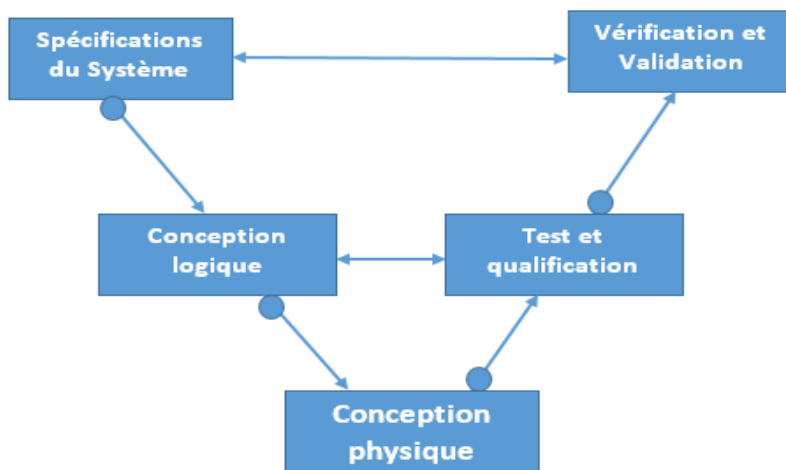 Spécifications
du Système
Vérification et
Validation
Conception
logique
Test et
qualification
Conception
physique